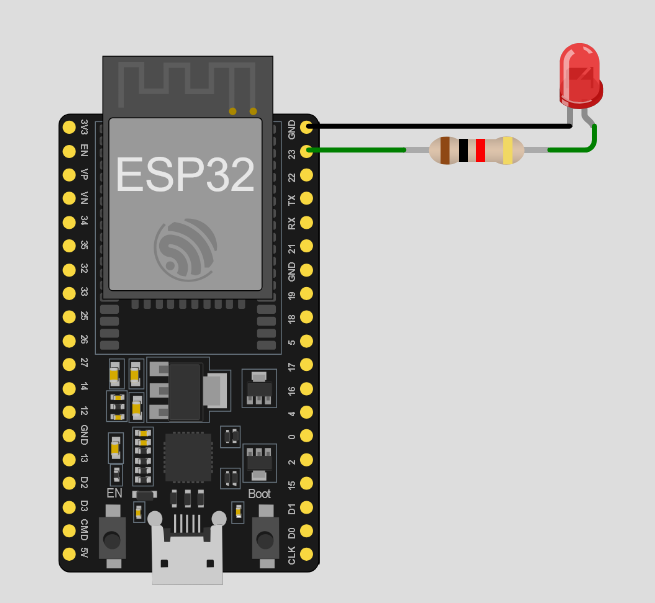 ESP32
3V3
EN
VP
VN
34
35
32
33
25
26
27
14
12
GND
13
D2
D3
CMD
5V
GND
23
22
TX
RX
21
GND
19
18
5
17
16
4
0
2
15
D1
D0
CLK
EN
Boot